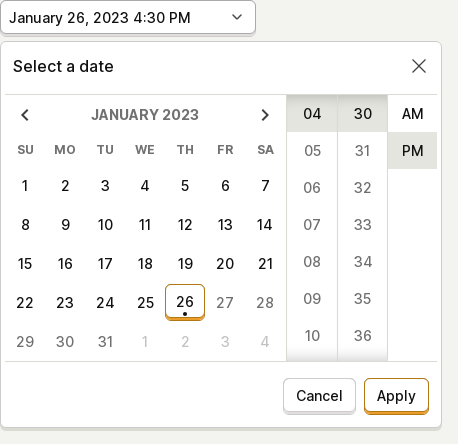 January 26, 2023 4:30 PM
Select a date
JANUARY 2023 04 30 AM
SU MO TU WE TH FR SA 05 31 PM
1 2 3 4 5 6 7 06 32
8 9 10 11 12 13 14 07 33
15 16 17 18 19 20 21 08 34
22 23 24 25 26 27 28 09 35
29 30 31 1 2 3 4 10 36
Cancel Apply